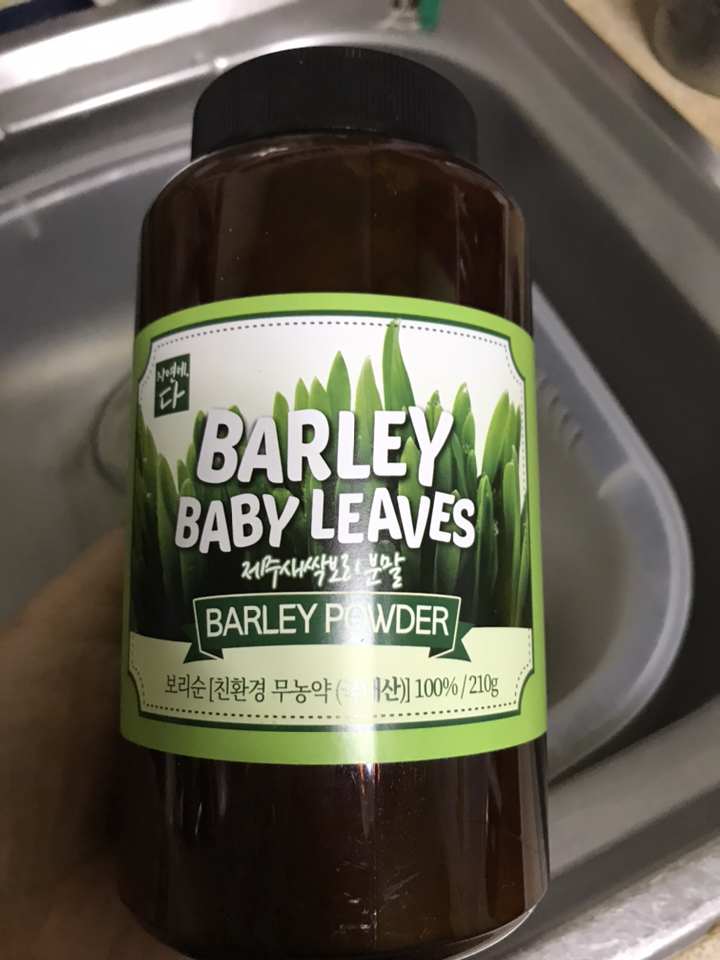 자연에,
다
BARLEY
BABY LEAVES
제주새싹보리 분말
BARLEY POWDER
보리순[친환경 무농약 (국내산)] 100% / 210g